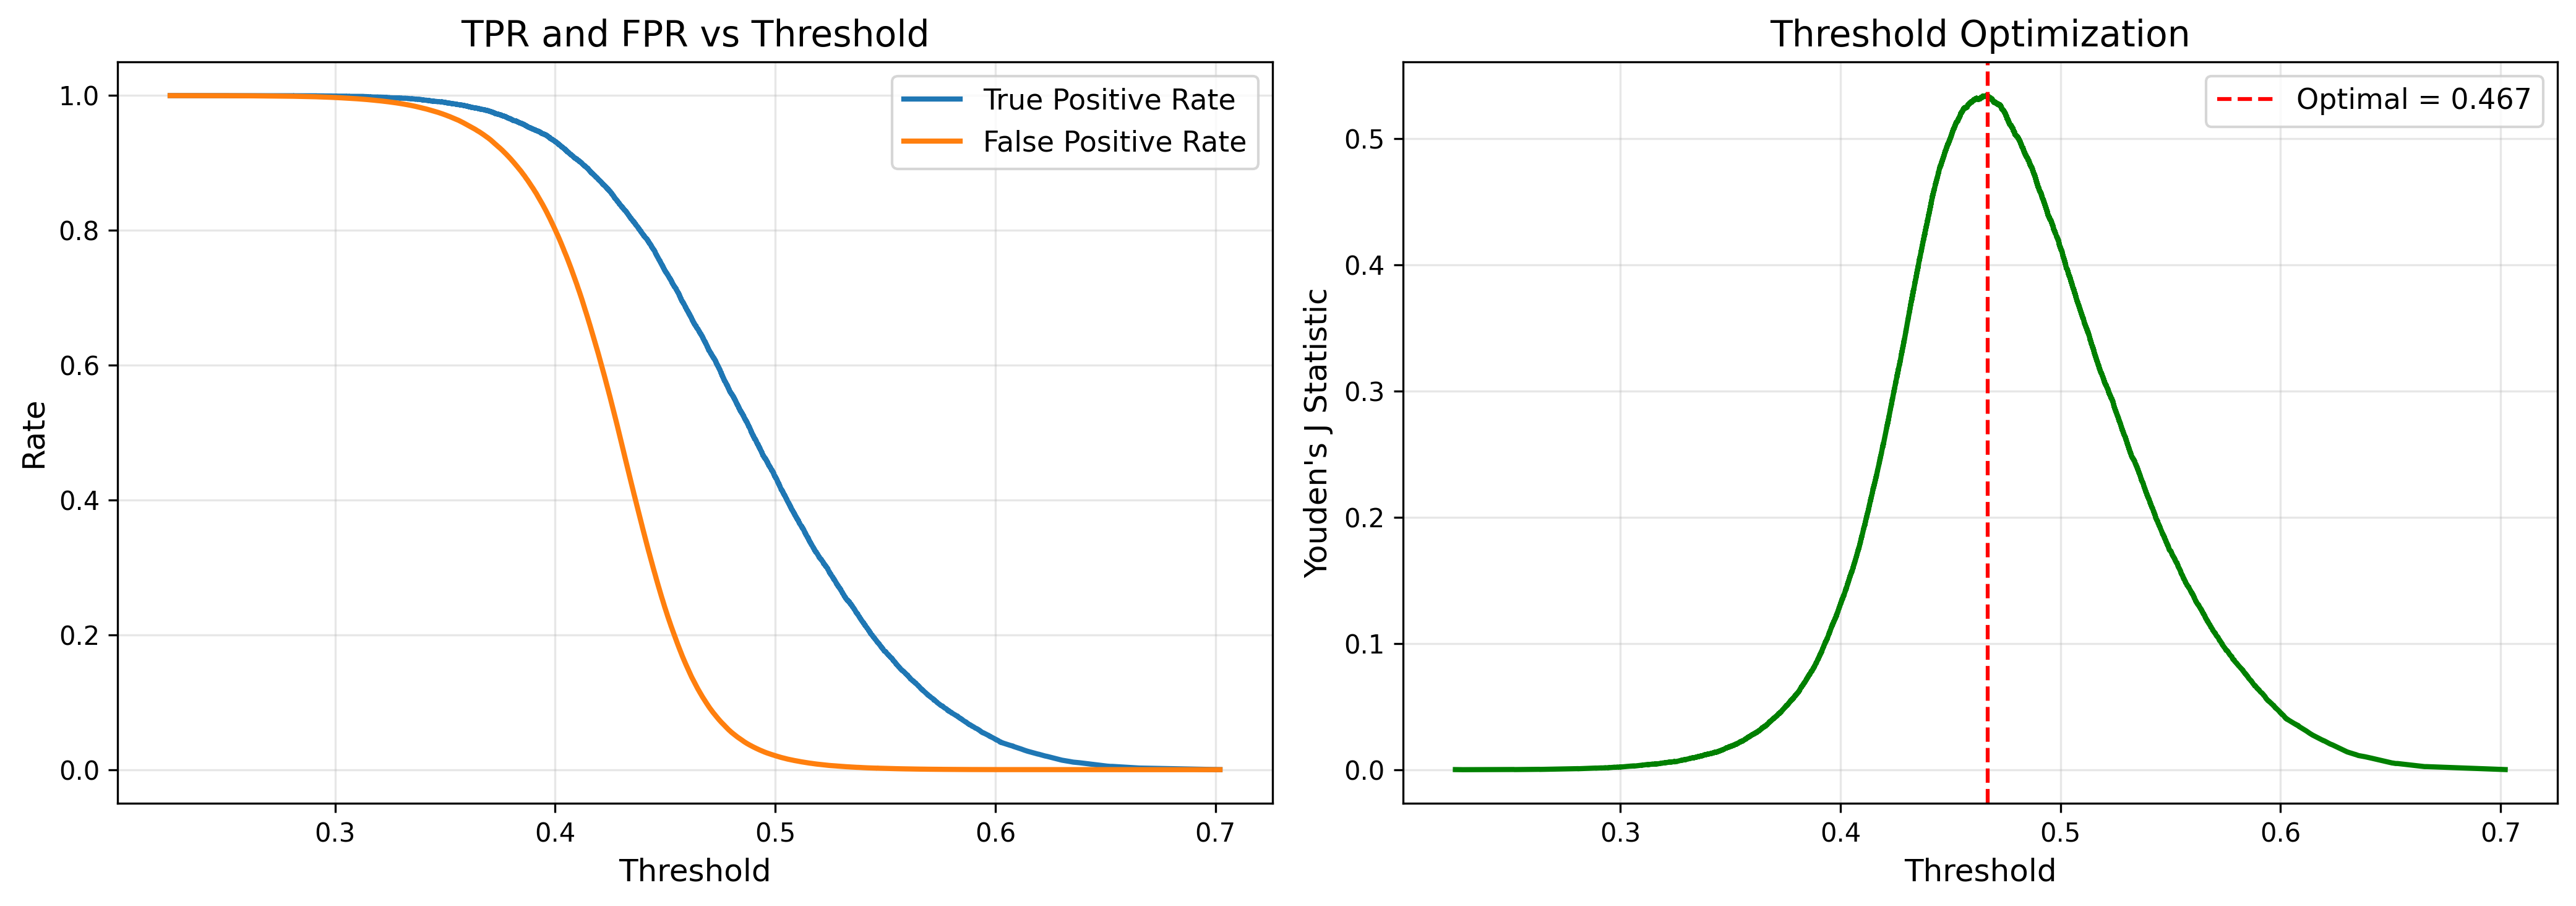 TPR and FPR vs Threshold
True Positive Rate
False Positive Rate
Rate
1.0
0.8
0.6
0.4
0.2
0.0
0.3 0.4 0.5 0.6 0.7
Threshold
Threshold Optimization
Optimal = 0.467
Youden's J Statistic
0.5
0.4
0.3
0.2
0.1
0.0
0.3 0.4 0.5 0.6 0.7
Threshold